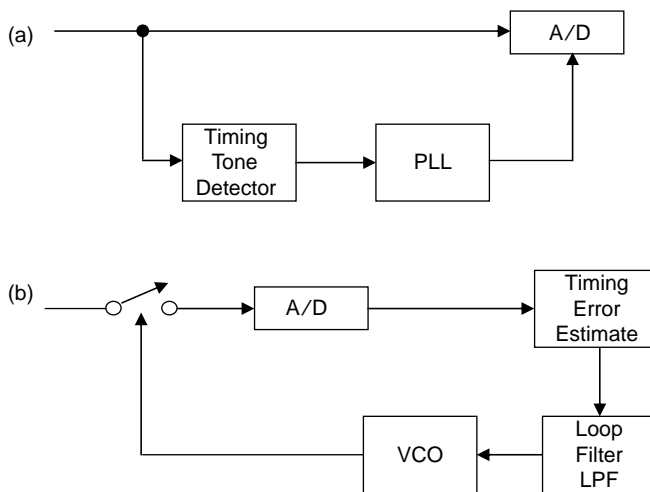 (a)
A/D
Timing
Tone
Detector
PLL
(b)
A/D
Timing
Error
Estimate
VCO
Loop
Filter
LPF